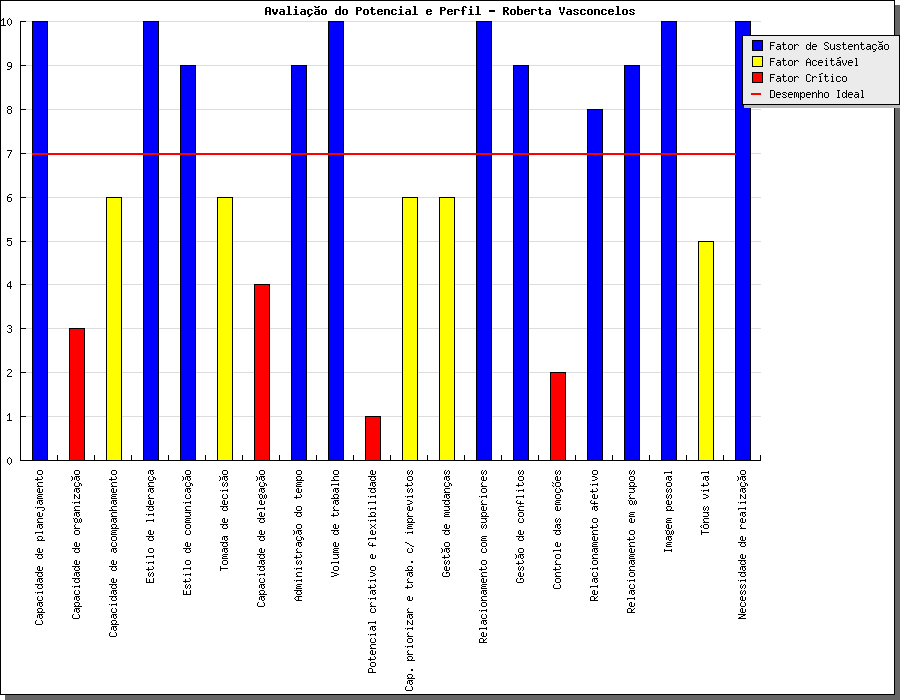 Avaliação do Potencial e Perfil - Roberta Vasconcelos
10
9
8
7
6
5
4
3
2
1
0
Fator de Sustentação
Fator Aceitável
Fator Crítico
Desempenho Ideal
Capacidade de planejamento
Capacidade de organização
Capacidade de acompanhamento
Estilo de liderança
Estilo de comunicação
Tomada de decisão
Capacidade de delegação
Administração do tempo
Volume de trabalho
Potencial criativo e flexibilidade
Cap. priorizar e trab. c/ imprevistos
Gestão de mudanças
Relacionamento com superiores
Gestão de conflitos
Controle das emoções
Relacionamento afetivo
Relacionamento em grupos
Imagem pessoal
Tônus vital
Necessidade de realização